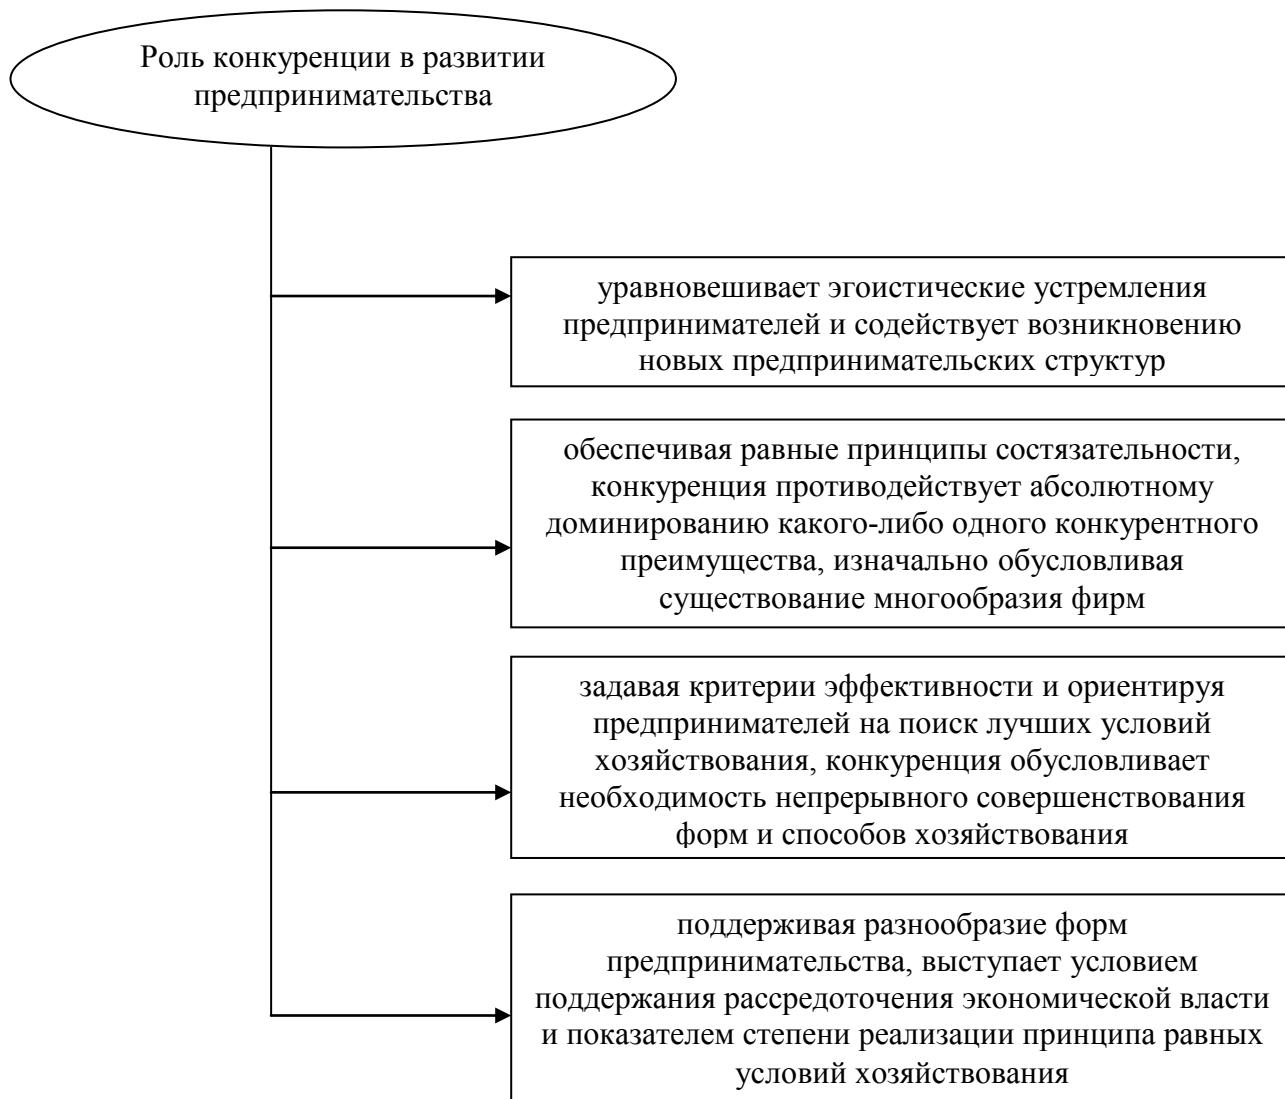 Роль конкуренции в развитии
предпринимательства
уравновешивает эгоистические устремления
предпринимателей и содействует возникновению
новых предпринимательских структур
обеспечивая равные принципы состязательности,
конкуренция противодействует абсолютному
доминированию какого-либо одного конкурентного
преимущества, изначально обусловливая
существование многообразия фирм
задавая критерии эффективности и ориентируя
предпринимателей на поиск лучших условий
хозяйствования, конкуренция обусловливает
необходимость непрерывного совершенствования
форм и способов хозяйствования
поддерживая разнообразие форм
предпринимательства, выступает условием
поддержания рассредоточения экономической власти
и показателем степени реализации принципа равных
условий хозяйствования